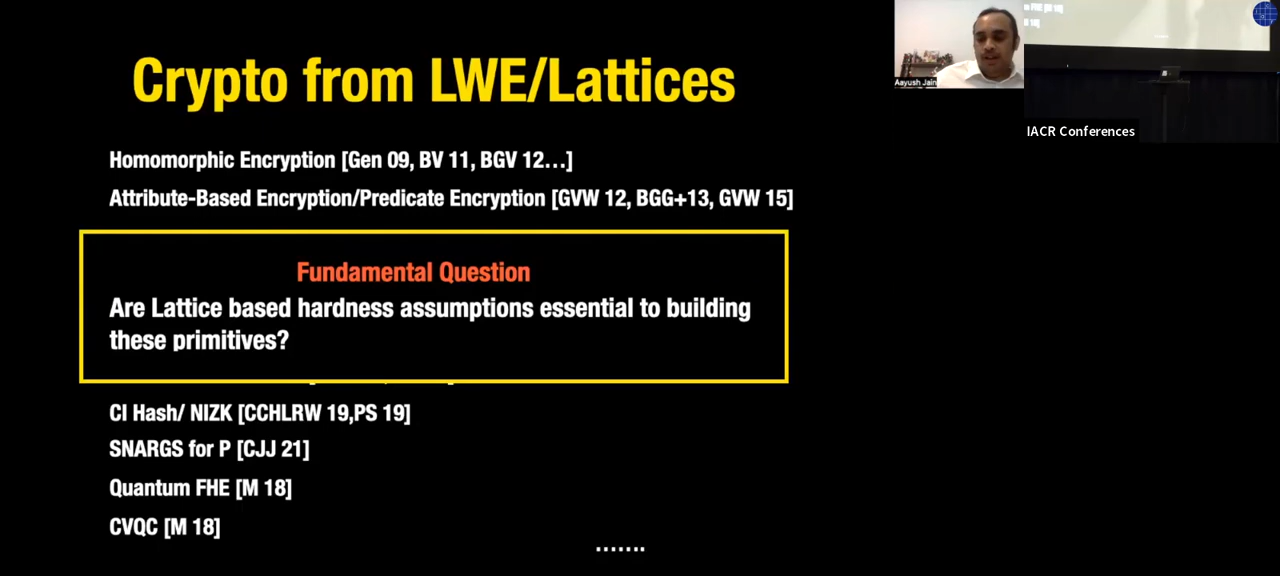 Crypto from LWE/Lattices
Homomorphic Encryption [Gen 09, BV 11, BGV 12…]
Attribute-Based Encryption/Predicate Encryption [GVW 12, BGG+13, GVW 15]
Fundamental Question
Are Lattice based hardness assumptions essential to building
these primitives?
CI Hash/ NIZK [CCHLRW 19,PS 19]
SNARGS for P [CJJ 21]
Quantum FHE [M 18]
CVQC [M 18]
.......
Aayush Jain
IACR Conferences